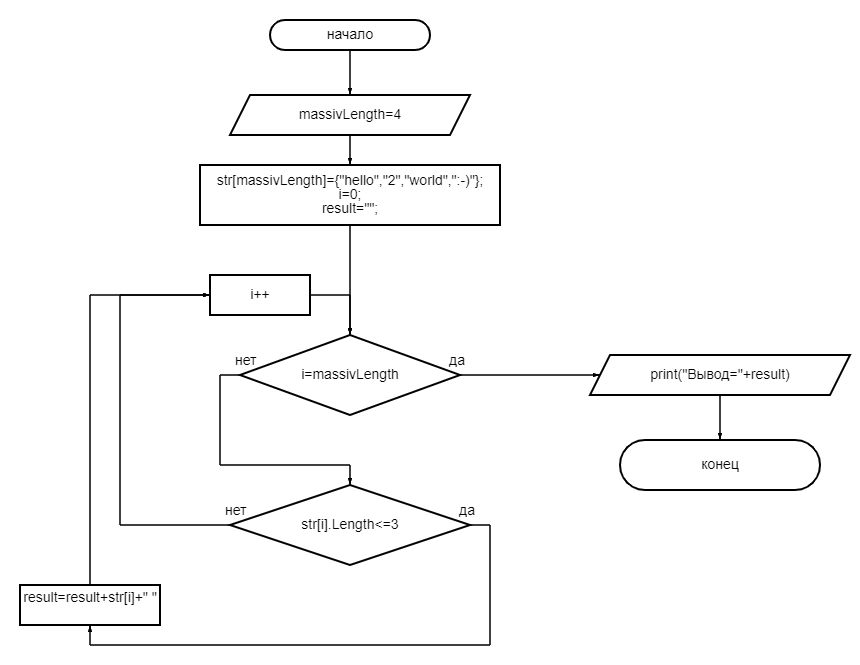 начало
massivLength=4
str[massivLength]={"hello","2","world",":-)"};
i=0;
result="";
i++
нет
да
i=massivLength
print("Вывод="+result)
конец
нет
да
str[i].Length<=3
result=result+str[i]+" "